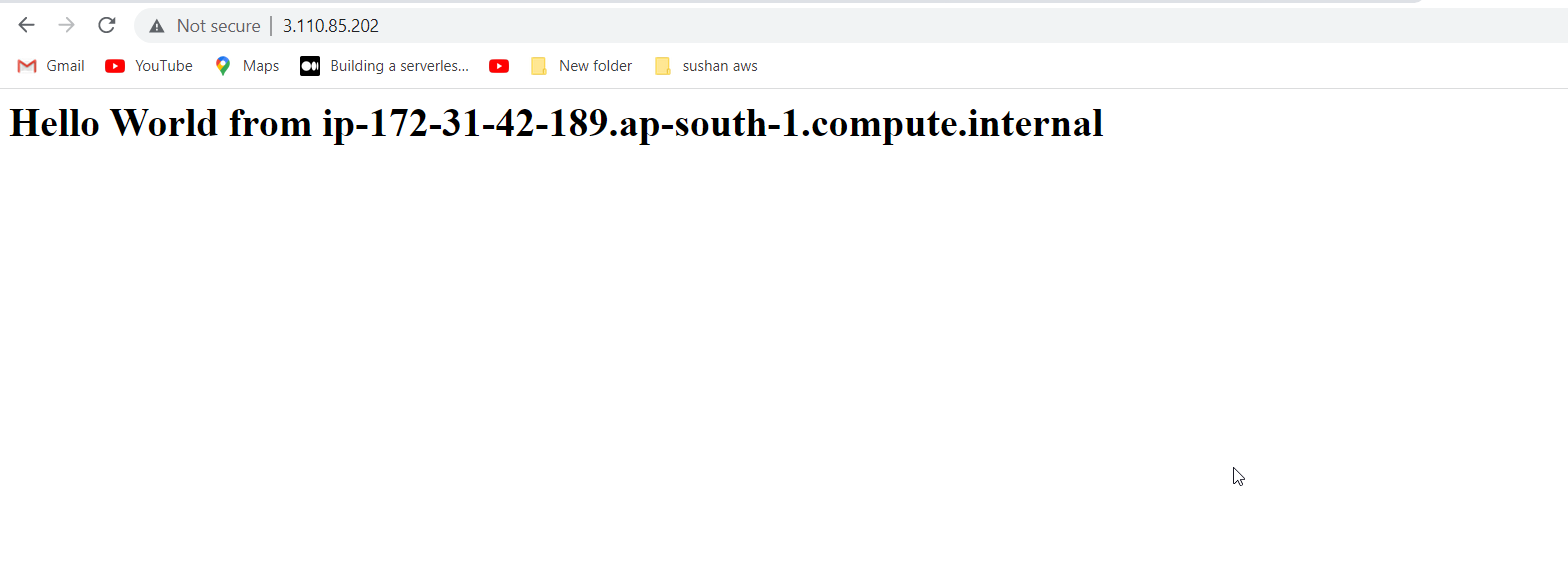 Not secure | 3.110.85.202
Gmail YouTube Maps Building a serverles... New folder sushan aws
Hello World from ip-172-31-42-189.ap-south-1.compute.internal